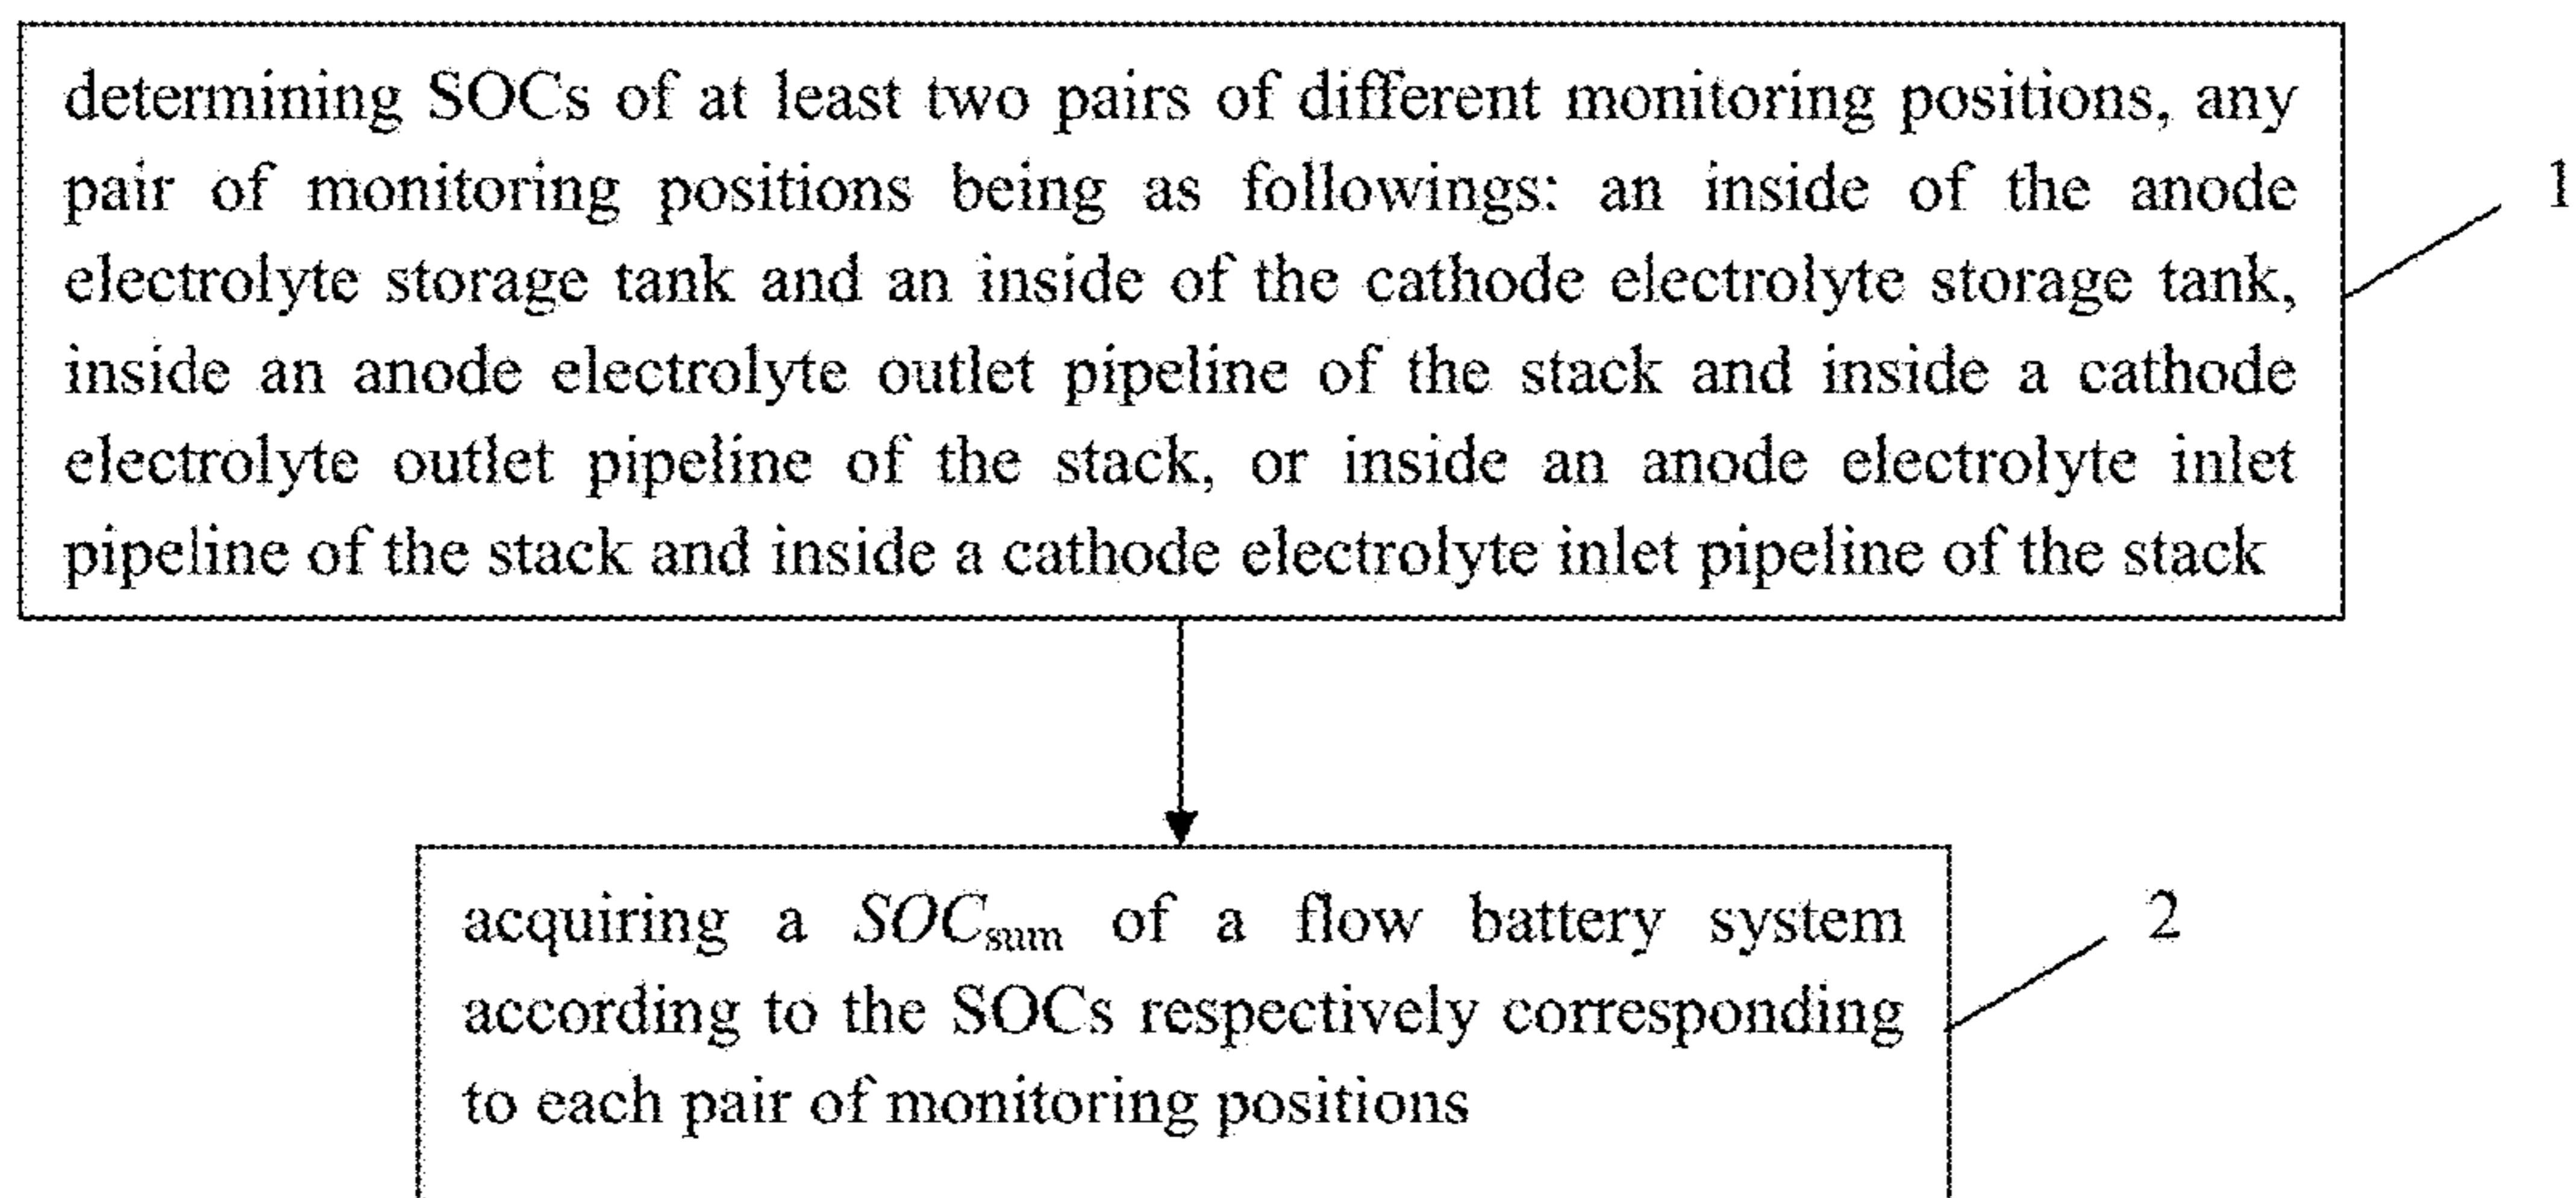 determining SOCs of at least two pairs of different monitoring positions, any
pair of monitoring positions being as followings: an inside of the anode
electrolyte storage tank and an inside of the cathode electrolyte storage tank,
inside an anode electrolyte outlet pipeline of the stack and inside a cathode
electrolyte outlet pipeline of the stack, or inside an anode electrolyte inlet
pipeline of the stack and inside a cathode electrolyte inlet pipeline of the stack
1
acquiring a SOCsum of a flow battery system
according to the SOCs respectively corresponding
to each pair of monitoring positions
2